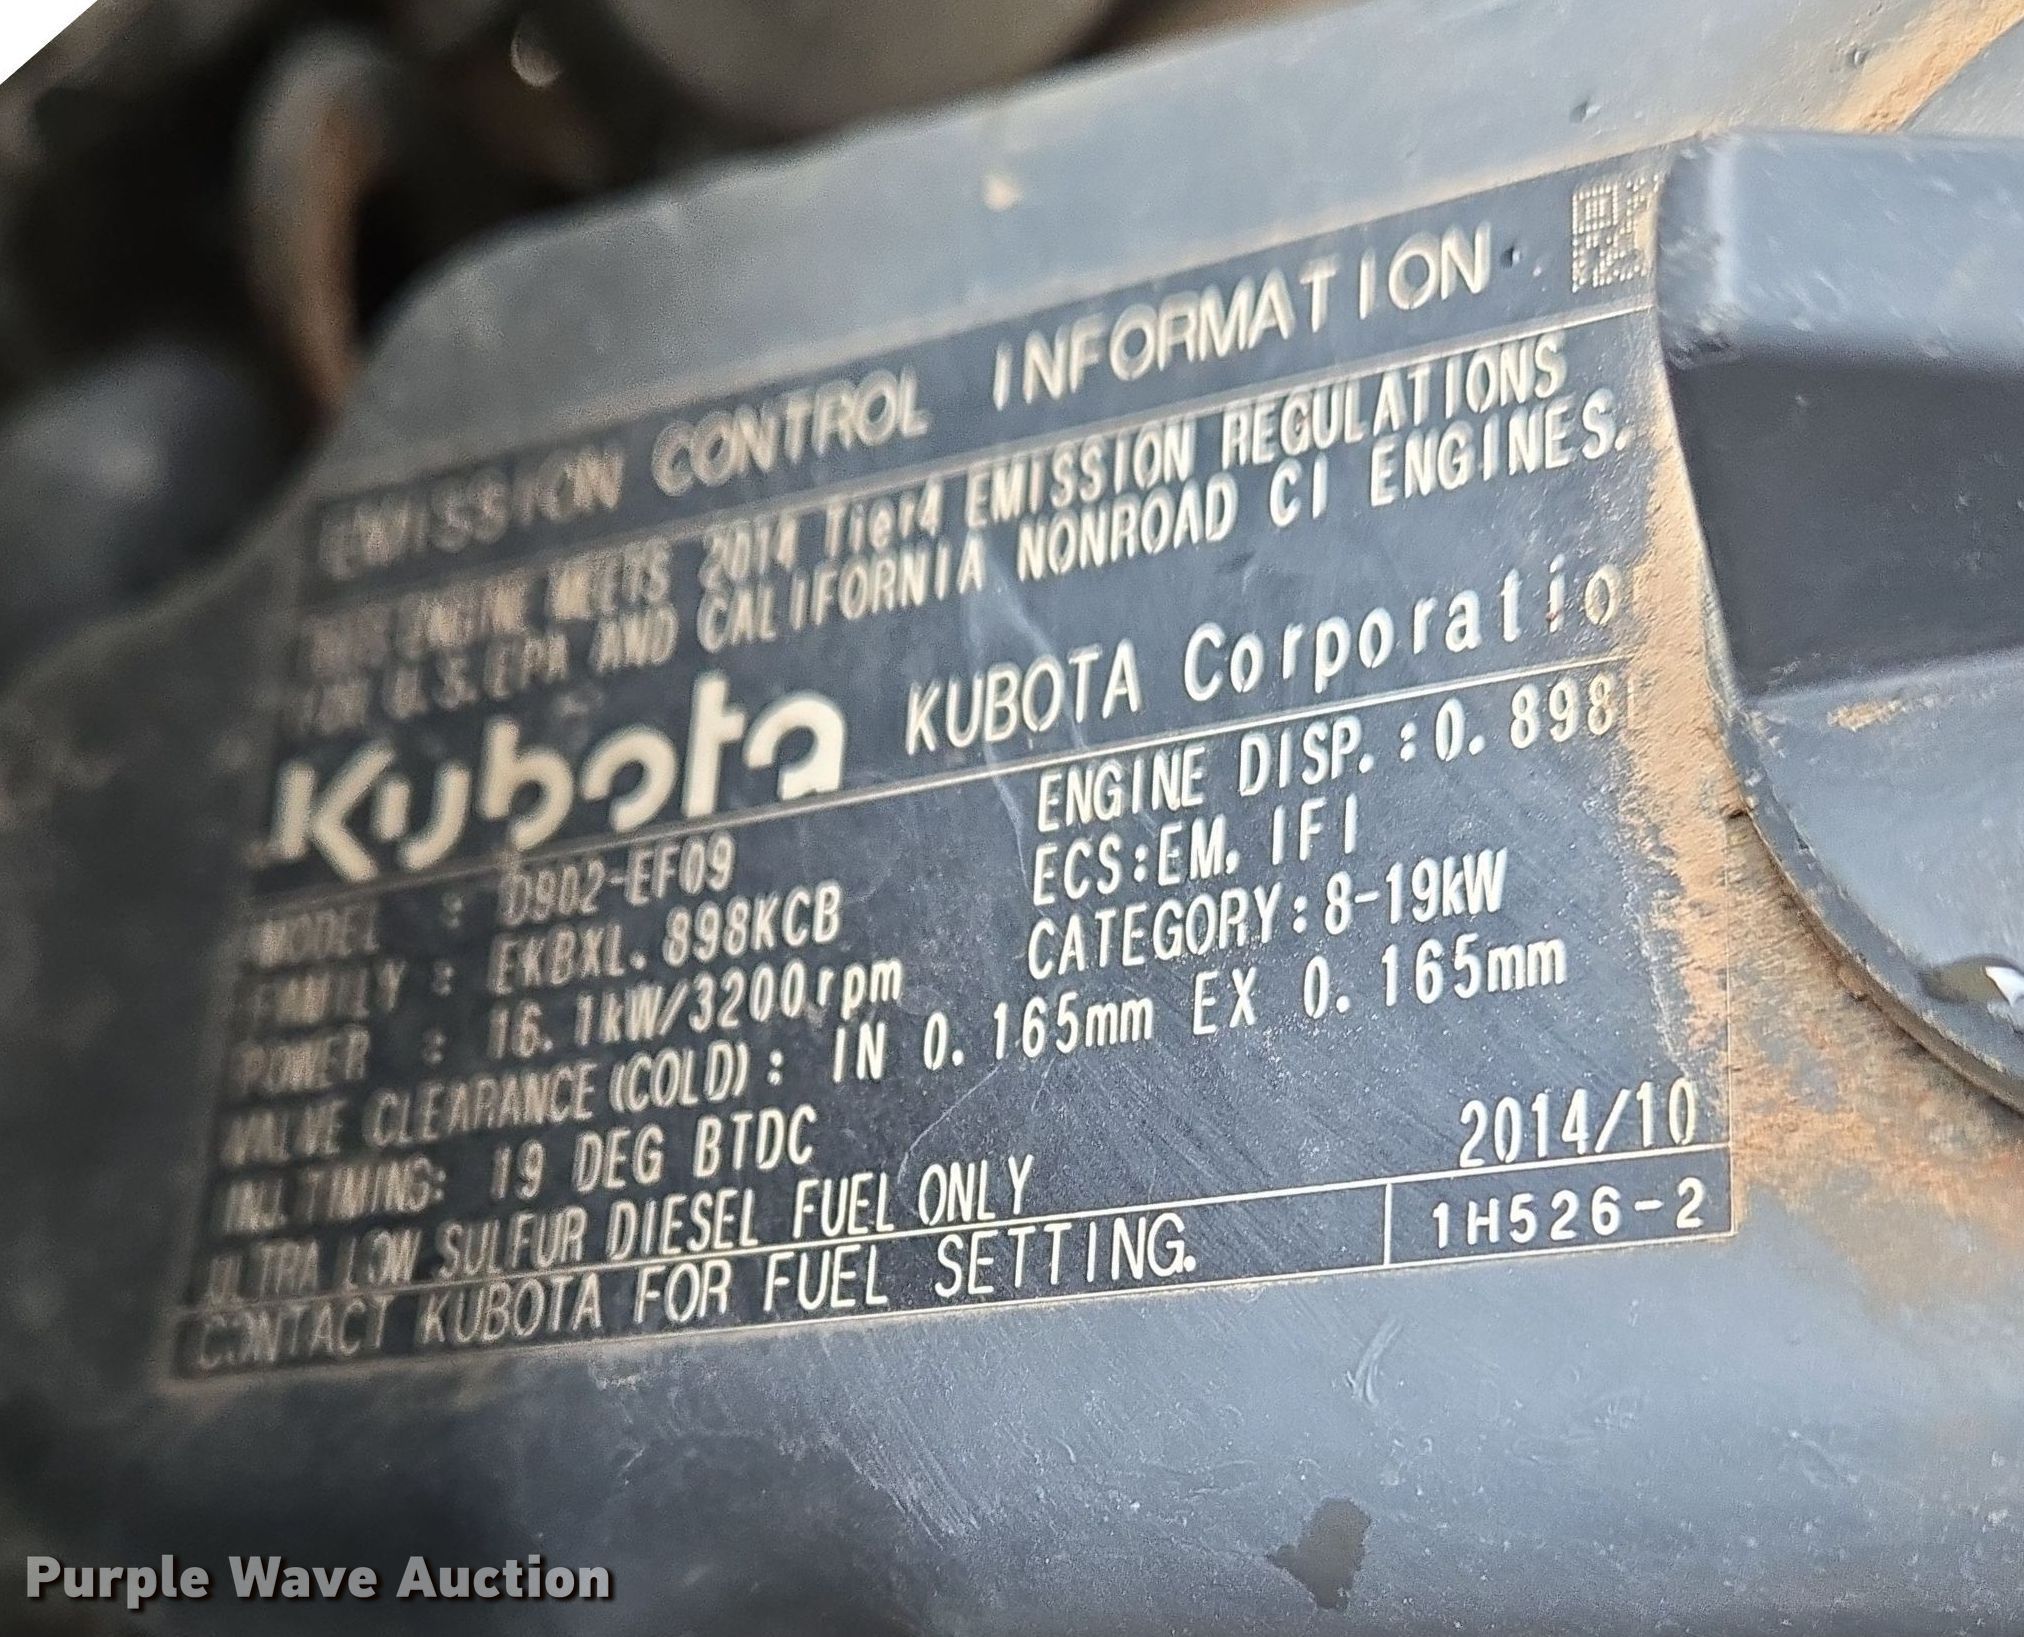 EMISSION CONTROL INFORMATION
THIS ENGINE MEETS 2014 Tier4 EMISSION REGULATIONS
FOR U.S. EPA AND CALIFORNIA NONROAD CI ENGINES.
Kubota KUBOTA Corporatio
MODEL : D902-EF09 ENGINE DISP.:0.898
FAMILY : EKBXL.898KCB ECS:EM, IFI
POWER : 16.1kW/3200rpm CATEGORY:8-19kW
VALVE CLEARANCE (COLD): IN 0.165mm EX 0.165mm
INJ.TIMING: 19 DEG BTDC
ULTRA LOW SULFUR DIESEL FUEL ONLY 2014/10
CONTACT KUBOTA FOR FUEL SETTING. 1H526-2
Purple Wave Auction